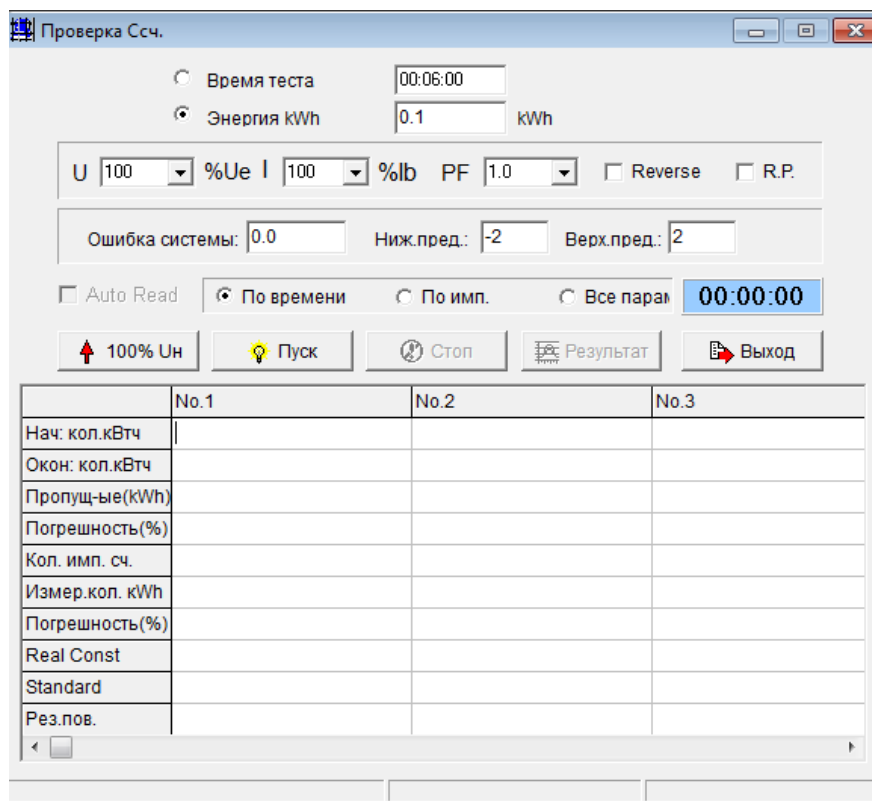 Проверка Ссч.
Время теста 00:06:00
Энергия kWh 0.1 kWh
U 100 %Ue I 100 %Ib PF 1.0 Reverse R.P.
Ошибка системы: 0.0 Ниж.пред.: -2 Верх.пред.: 2
Auto Read По времени По имп. Все парам 00:00:00
100% Uн Пуск Стоп Результат Выход
No.1 No.2 No.3
Нач: кол.кВтч
Окон: кол.кВтч
Пропущ-ые(kWh)
Погрешность(%)
Кол. имп. сч.
Измер.кол. kWh
Погрешность(%)
Real Const
Standard
Рез.пов.